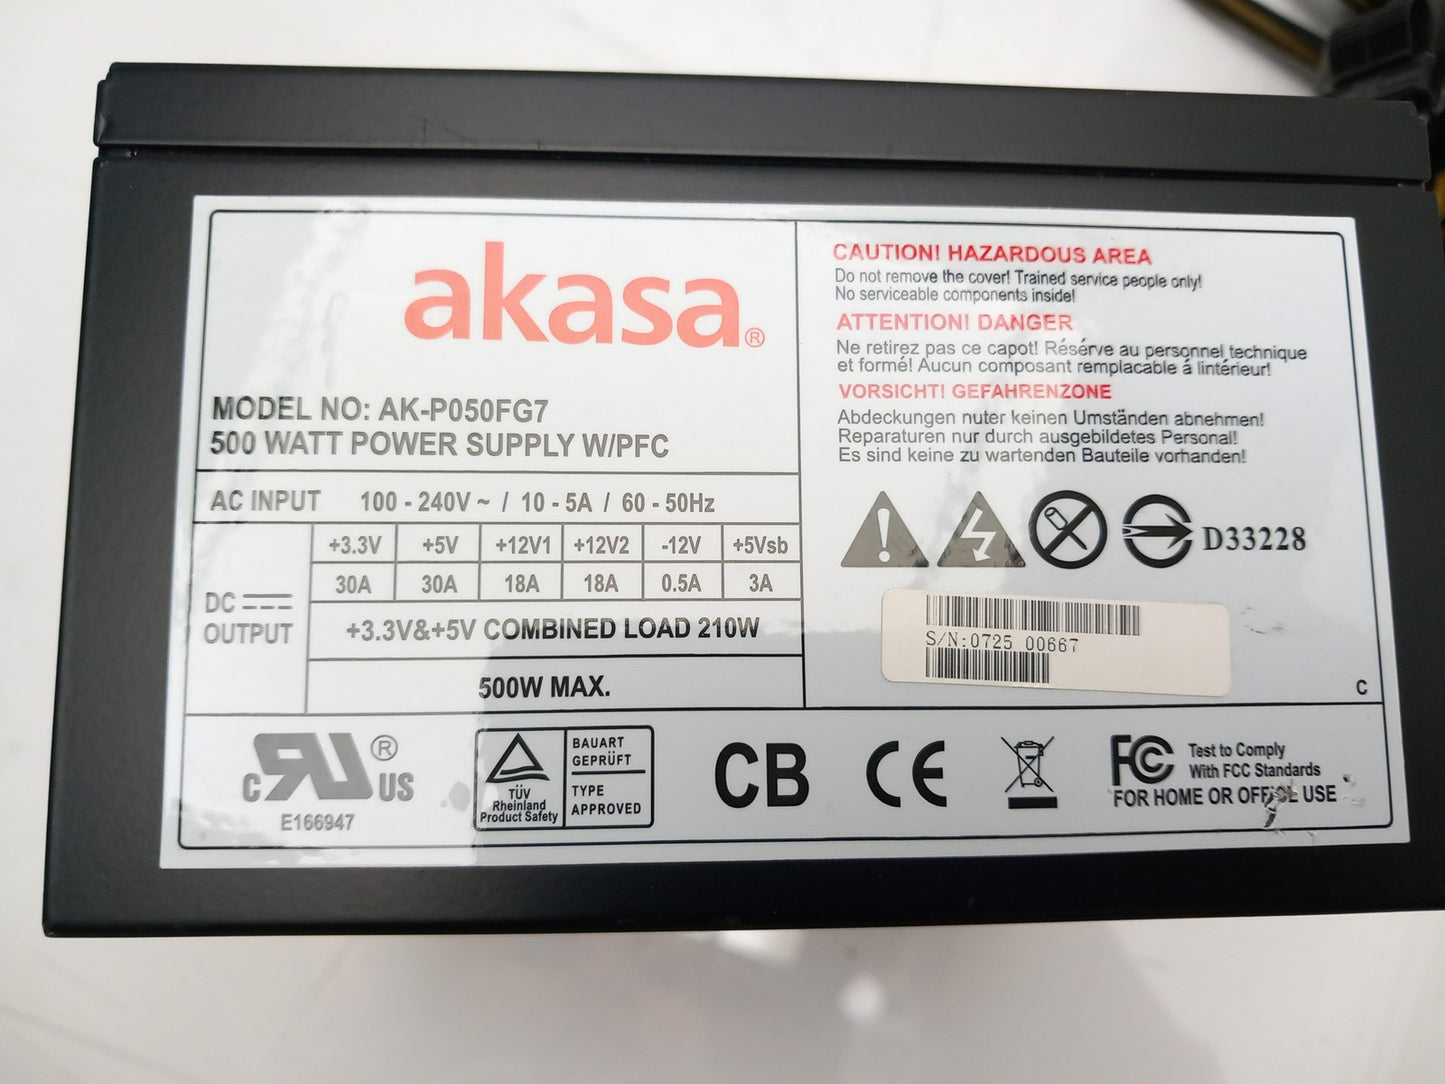 akasa®
MODEL NO: AK-P050FG7
500 WATT POWER SUPPLY W/PFC
AC INPUT 100 - 240V ~ / 10 - 5A / 60 - 50Hz
DC OUTPUT
+3.3V +5V +12V1 +12V2 -12V +5Vsb
30A 30A 18A 18A 0.5A 3A
+3.3V&+5V COMBINED LOAD 210W
500W MAX.
CAUTION! HAZARDOUS AREA
Do not remove the cover! Trained service people only!
No serviceable components inside!
ATTENTION! DANGER
Ne retirez pas ce capot! Résérve au personnel technique
et formé! Aucun composant remplacable á lintérieur!
VORSICHT! GEFAHRENZONE
Abdeckungen nuter keinen Umständen abnehmen!
Reparaturen nur durch ausgebildetes Personal!
Es sind keine zu wartenden Bauteile vorhanden!
D33228
S/N:0725 00667
C
c RU ® US
E166947
TÜV
Rheinland
Product Safety
BAUART
GEPRÜFT
TYPE
APPROVED
CB
CE
FC
Test to Comply
With FCC Standards
FOR HOME OR OFFICE USE